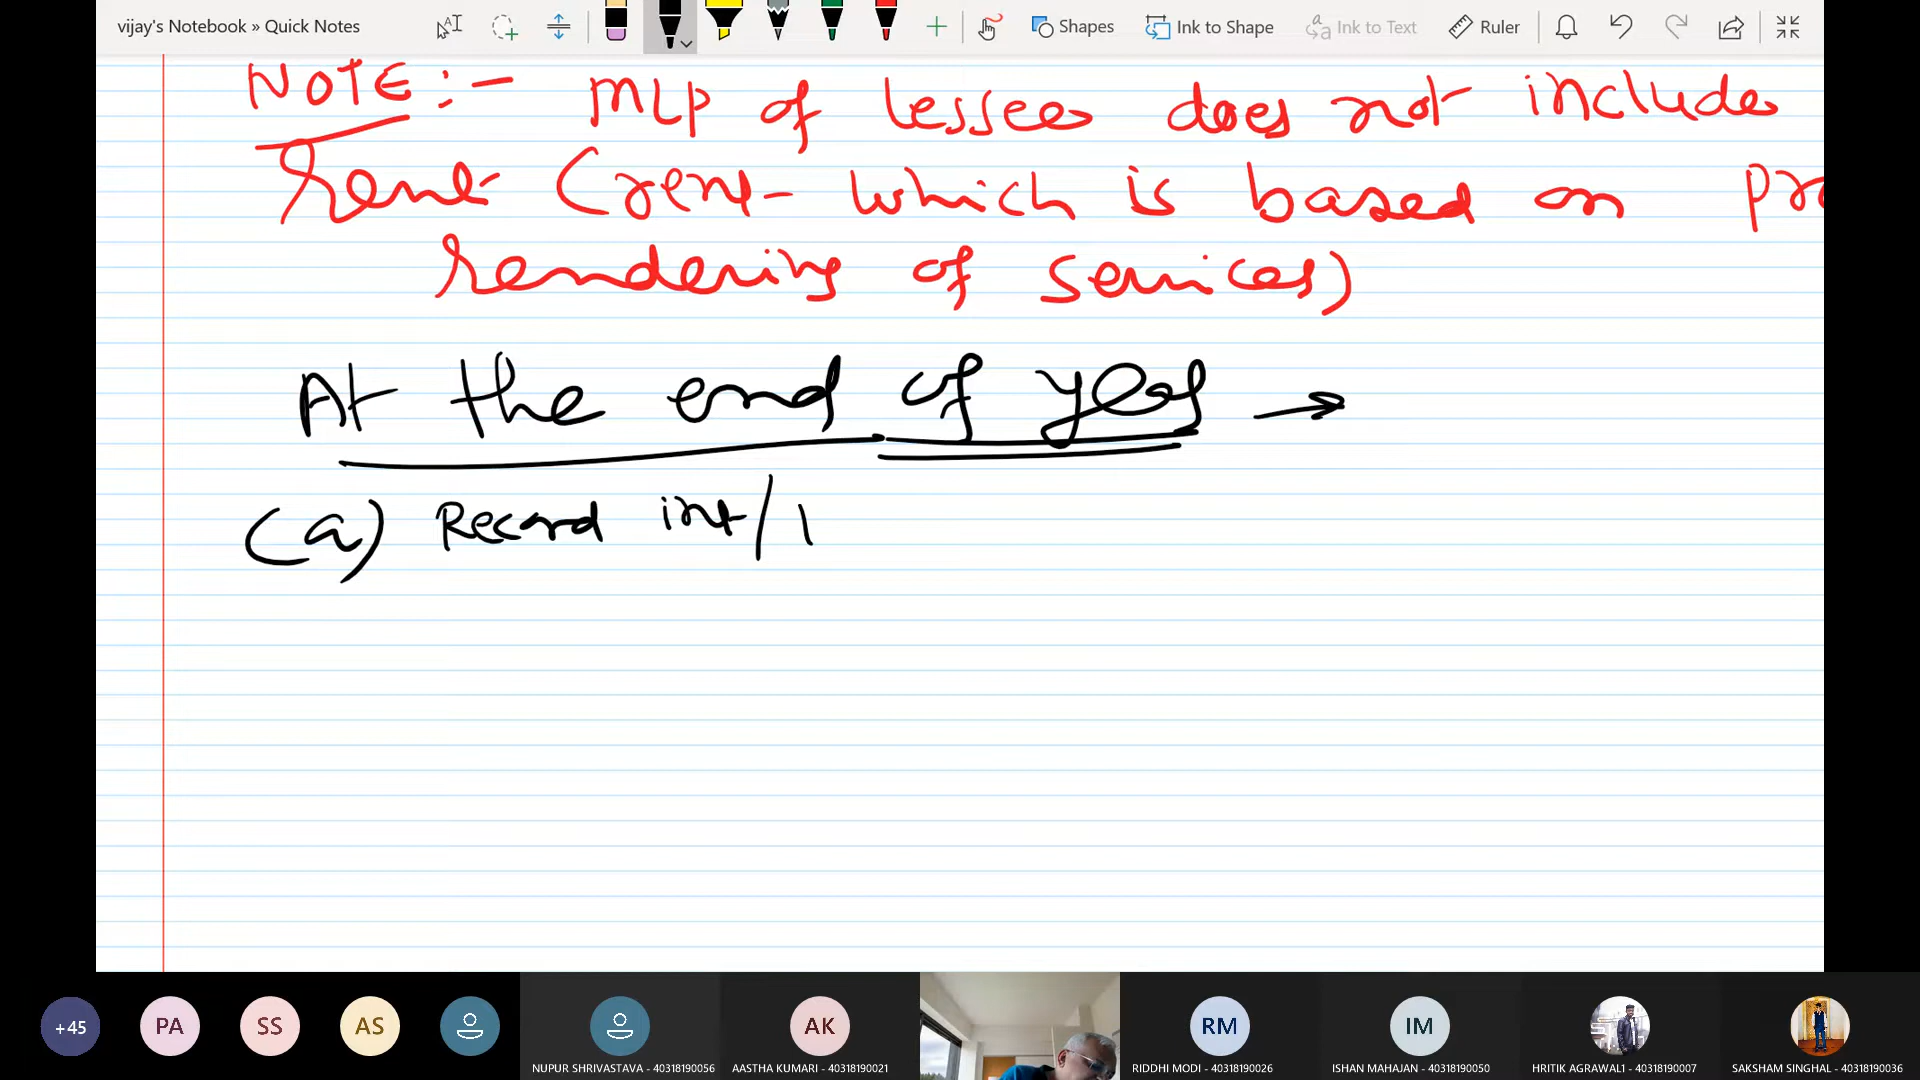 vijay's Notebook » Quick Notes
Shapes
Ink to Shape
Ink to Text
Ruler
NOTE:- MLP of lessee does not include
rent (rent- which is based on pr
rendering of services)
At the end of year →
(a) Record int/
+45
PA
SS
AS
AK
RM
IM
NUPUR SHRIVASTAVA - 40318190056
AASTHA KUMARI - 40318190021
RIDDHI MODI - 40318190026
ISHAN MAHAJAN - 40318190050
HRITIK AGRAWAL1 - 40318190007
SAKSHAM SINGHAL - 40318190036